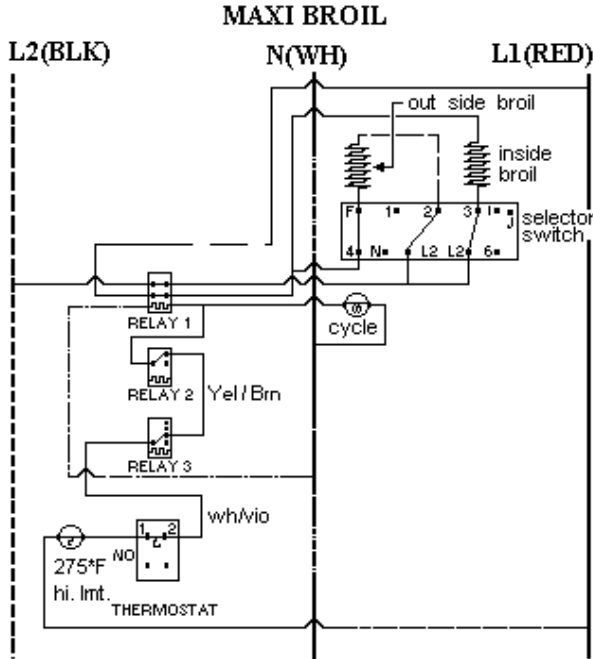 MAXI BROIL
L2(BLK) N(WH) L1(RED)
out side broil
inside
broil
F 1 2 3 I J
selector
switch
4 N L2 L2 6
RELAY 1
cycle
RELAY 2 Yel/Brn
RELAY 3
wh/vio
1 2
NO
275*F
hi. lmt.
THERMOSTAT